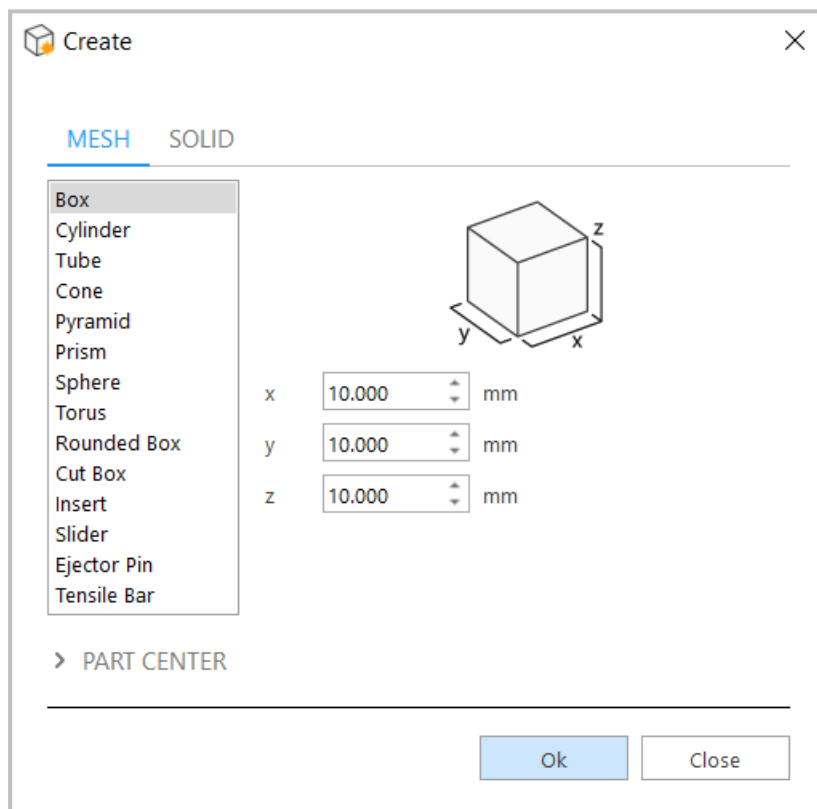 Create
MESH SOLID
Box
Cylinder
Tube
Cone
Pyramid
Prism
Sphere
Torus
Rounded Box
Cut Box
Insert
Slider
Ejector Pin
Tensile Bar
z
y
x
x 10.000 mm
y 10.000 mm
z 10.000 mm
PART CENTER
Ok Close